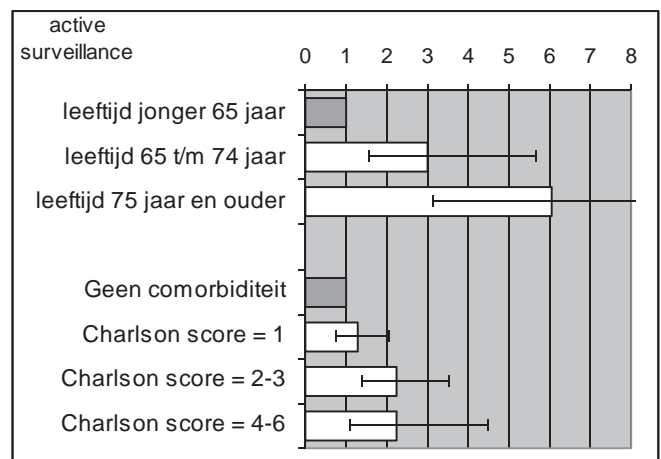 active
surveillance
0 1 2 3 4 5 6 7 8
leeftijd jonger 65 jaar
leeftijd 65 t/m 74 jaar
leeftijd 75 jaar en ouder
Geen comorbiditeit
Charlson score = 1
Charlson score = 2-3
Charlson score = 4-6